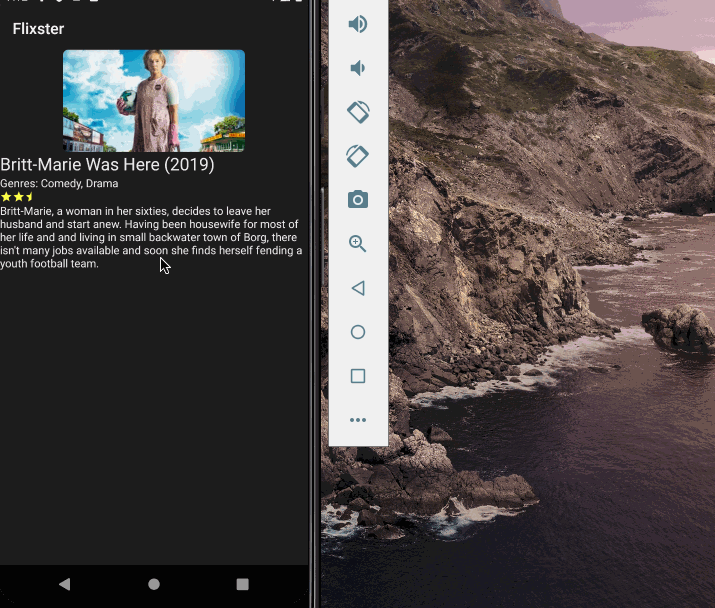 Flixster
Britt-Marie Was Here (2019)
Genres: Comedy, Drama
Britt-Marie, a woman in her sixties, decides to leave her
husband and start anew. Having been housewife for most of
her life and and living in small backwater town of Borg, there
isn't many jobs available and soon she finds herself fending a
youth football team.